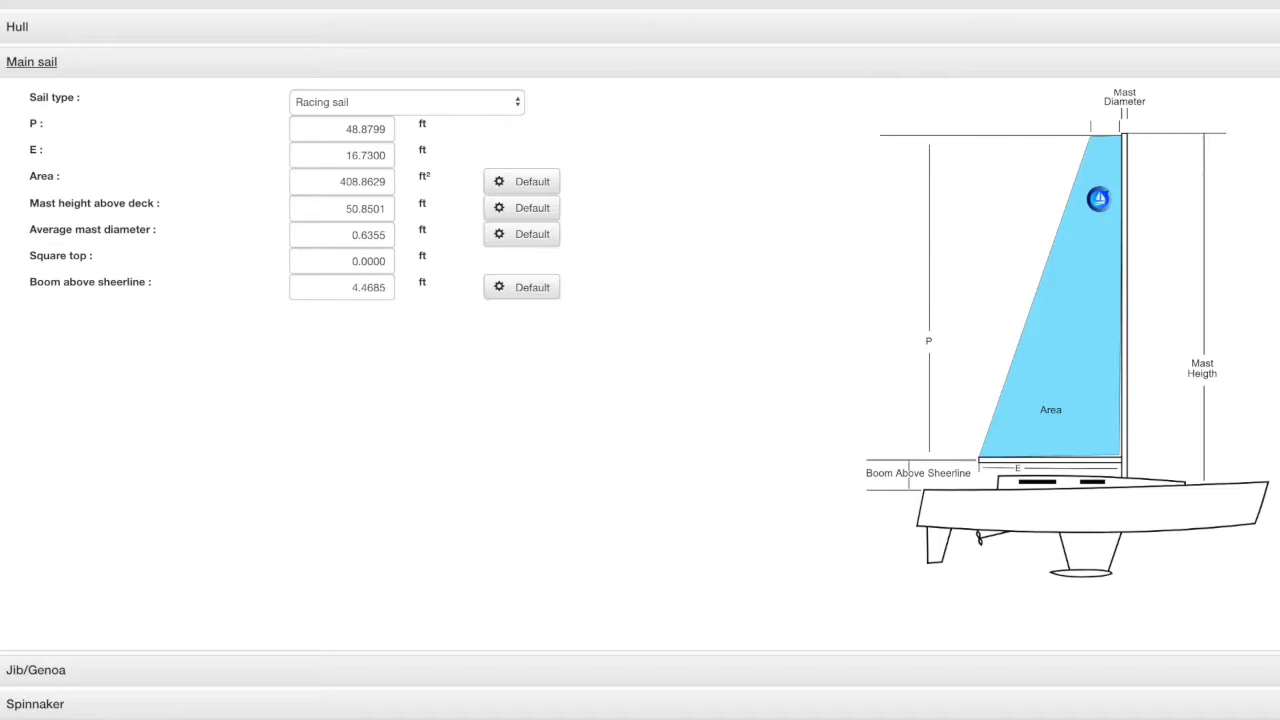 Hull
Main sail
Sail type :
Racing sail
P :
48.8799
ft
E :
16.7300
ft
Area :
408.8629
ft²
Default
Mast height above deck :
50.8501
ft
Default
Average mast diameter :
0.6355
ft
Default
Square top :
0.0000
ft
Boom above sheerline :
4.4685
ft
Default
Mast
Diameter
P
Mast
Heigth
Area
Boom Above Sheerline
E
Jib/Genoa
Spinnaker